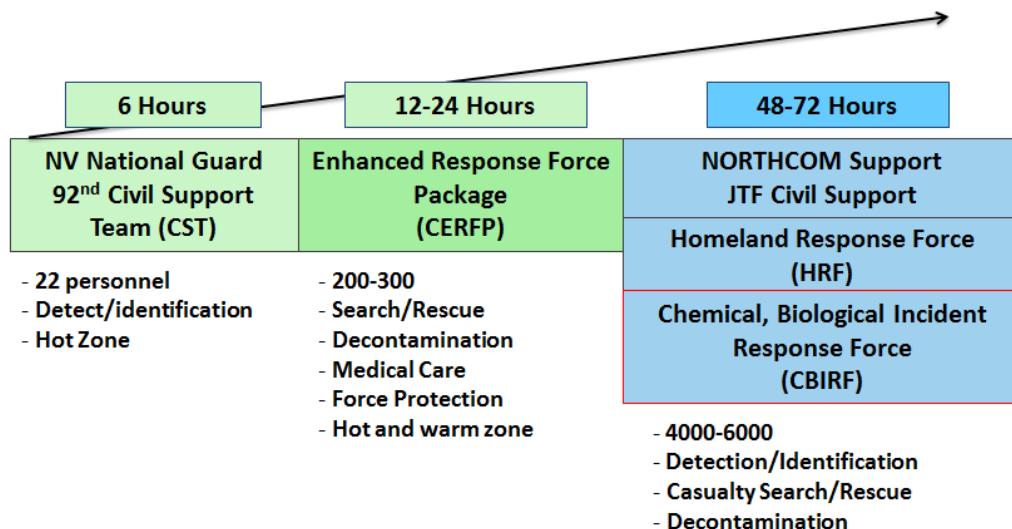 6 Hours
12-24 Hours
48-72 Hours
NV National Guard
92nd Civil Support
Team (CST)
Enhanced Response Force
Package
(CERFP)
NORTHCOM Support
JTF Civil Support
Homeland Response Force
(HRF)
Chemical, Biological Incident
Response Force
(CBIRF)
- 22 personnel
- Detect/identification
- Hot Zone
- 200-300
- Search/Rescue
- Decontamination
- Medical Care
- Force Protection
- Hot and warm zone
- 4000-6000
- Detection/Identification
- Casualty Search/Rescue
- Decontamination